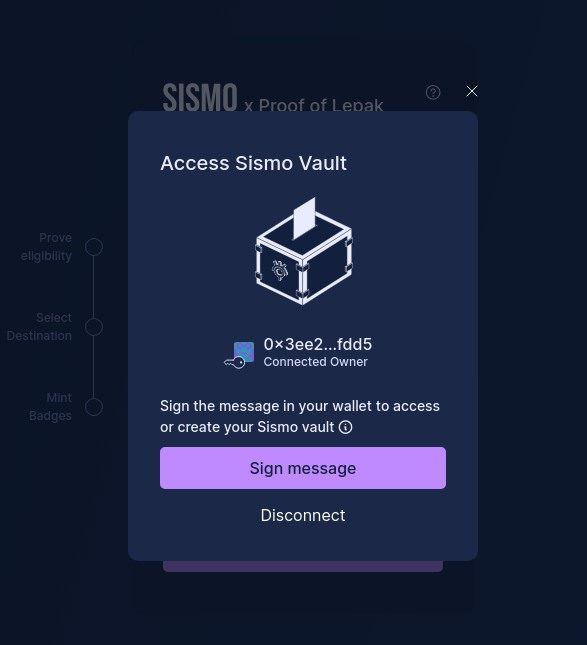 SISMO x Proof of Lepak
Access Sismo Vault
Prove
eligibility
Select
Destination
Mint
Badges
0x3ee2...fdd5
Connected Owner
Sign the message in your wallet to access
or create your Sismo vault
Sign message
Disconnect